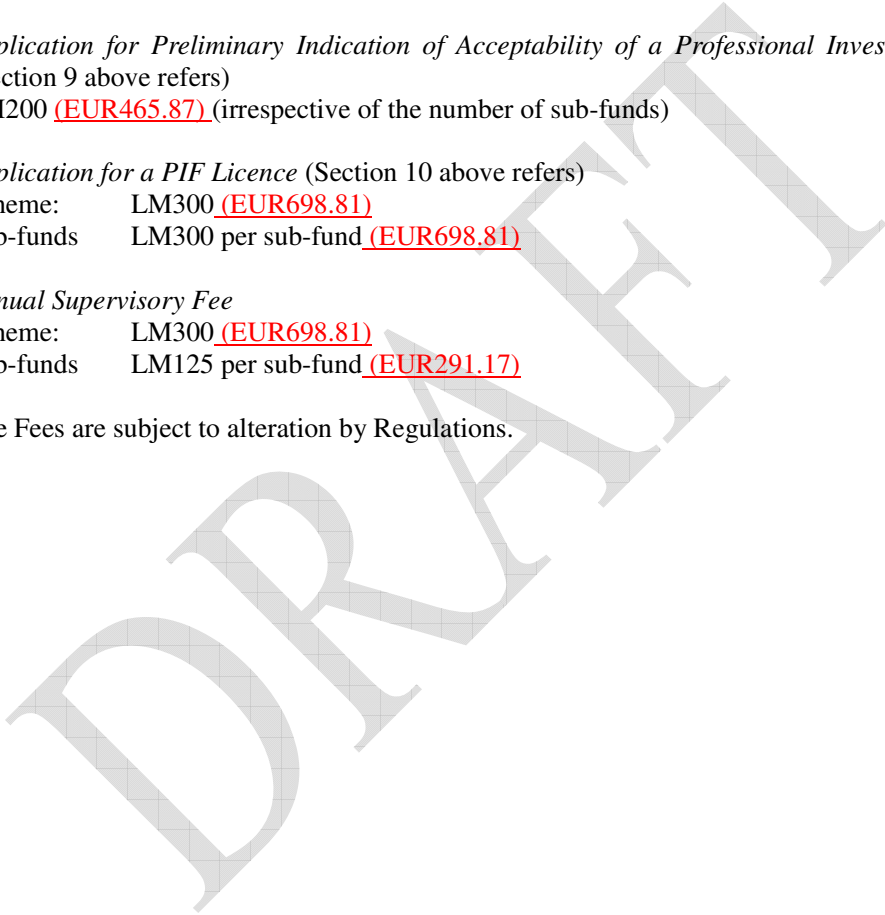 plication for Preliminary Indication of Acceptability of a Professional Inves
ction 9 above refers)
M200 (EUR465.87) (irrespective of the number of sub-funds)
plication for a PIF Licence (Section 10 above refers)
heme: LM300 (EUR698.81)
b-funds LM300 per sub-fund (EUR698.81)
nual Supervisory Fee
heme: LM300 (EUR698.81)
b-funds LM125 per sub-fund (EUR291.17)
e Fees are subject to alteration by Regulations.
DRAFT